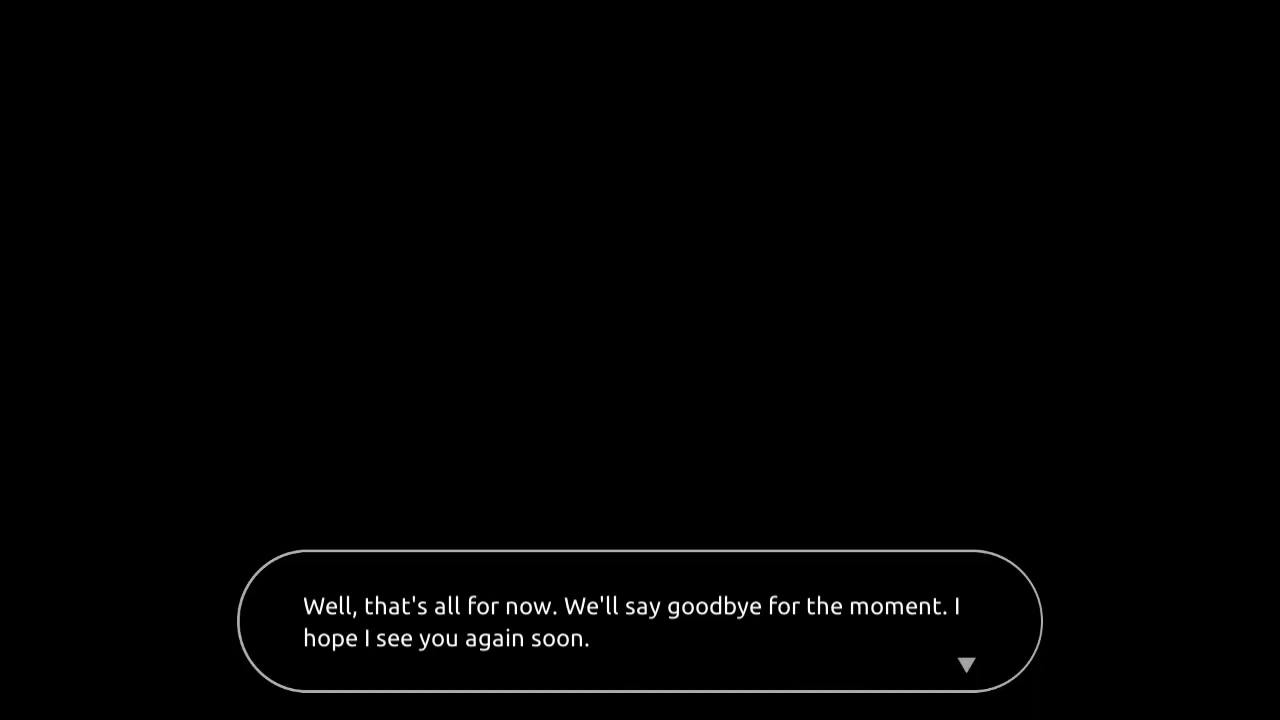 Well, that's all for now. We'll say goodbye for the moment. I
hope I see you again soon.